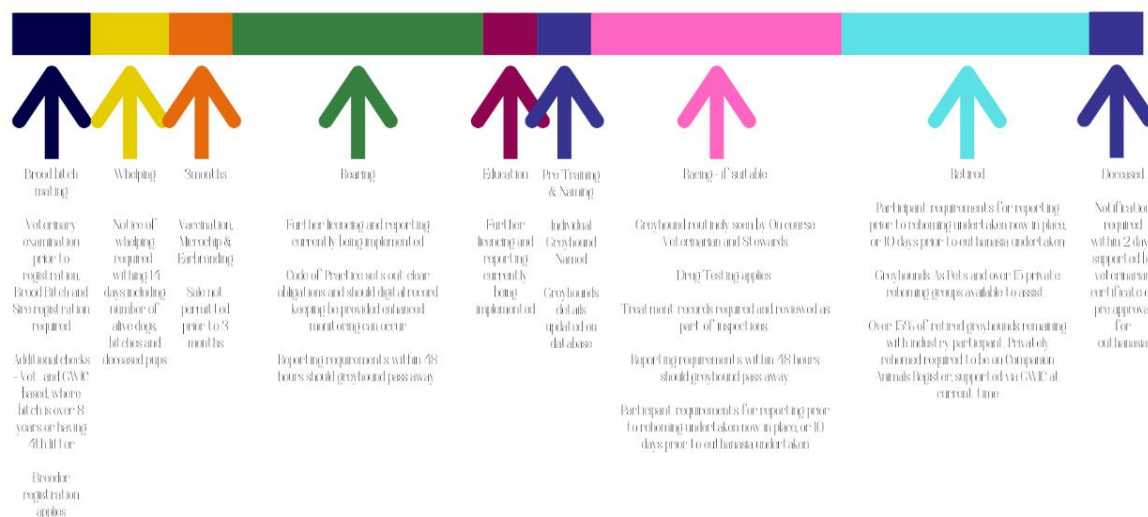 Brood bitch
mating
Veterinary
examination
prior to
registration,
Brood Bitch and
Sire registration
required
Additional checks
- Vet. and GWIC
based, where
bitch is over 8
years or having
4th litter
Breeder
registration
applies
Whelping
Notice of
whelping
required
withing 14
days including
number of
alive dogs,
bitches and
deceased pups
3months
Vaccination,
Microchip &
Earbranding
Sale not
permitted
prior to 3
months
Rearing
Further licencing and reporting
currently being implemented
Code of Practice sets out clear
obligations and should digital record
keeping be provided enhanced
monitoring can occur
Reporting requirements within 48
hours should greyhound pass away
Education
Further
licencing and
reporting
currently
being
implemented
Pre Training
& Naming
Individual
Greyhound
Named
Greyhounds
details
updated on
database
Racing - if suitable
Greyhound routinely seen by On course
Veterinarian and Stewards
Drug Testing applies
Treatment records required and reviewed as
part of inspections
Reporting requirements within 48 hours
should greyhound pass away
Participant requirements for reporting prior
to rehoming undertaken now in place, or 10
days prior to euthanasia undertaken
Retired
Participant requirements for reporting
prior to rehoming undertaken now in place,
or 10 days prior to euthanasia undertaken
Greyhounds As Pets and over 15 private
rehoming groups available to assist
Over 15% of retired greyhounds remaining
with industry participant. Privately
rehomed required to be on Companion
Animals Register, supported via GWIC at
current time
Deceased
Notification
required
within 2 days
supported by
veterinarian
certificate or
pre approval
for
euthanasia